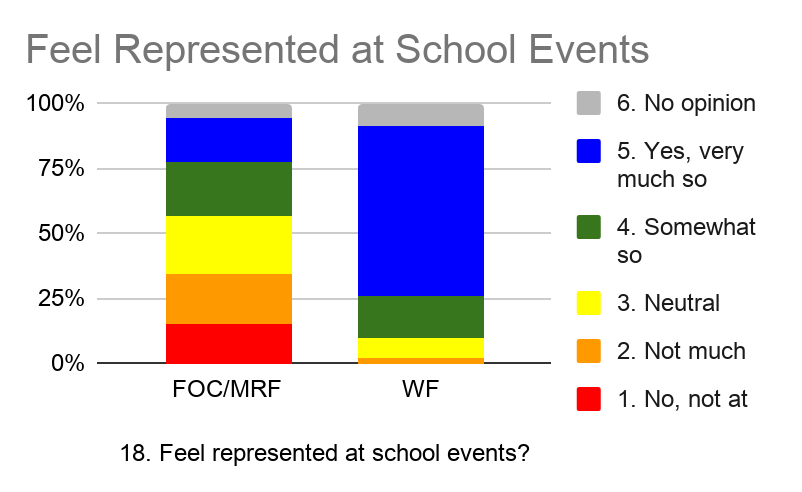 Feel Represented at School Events
100%
75%
50%
25%
0%
FOC/MRF
WF
6. No opinion
5. Yes, very
much so
4. Somewhat
so
3. Neutral
2. Not much
1. No, not at
18. Feel represented at school events?